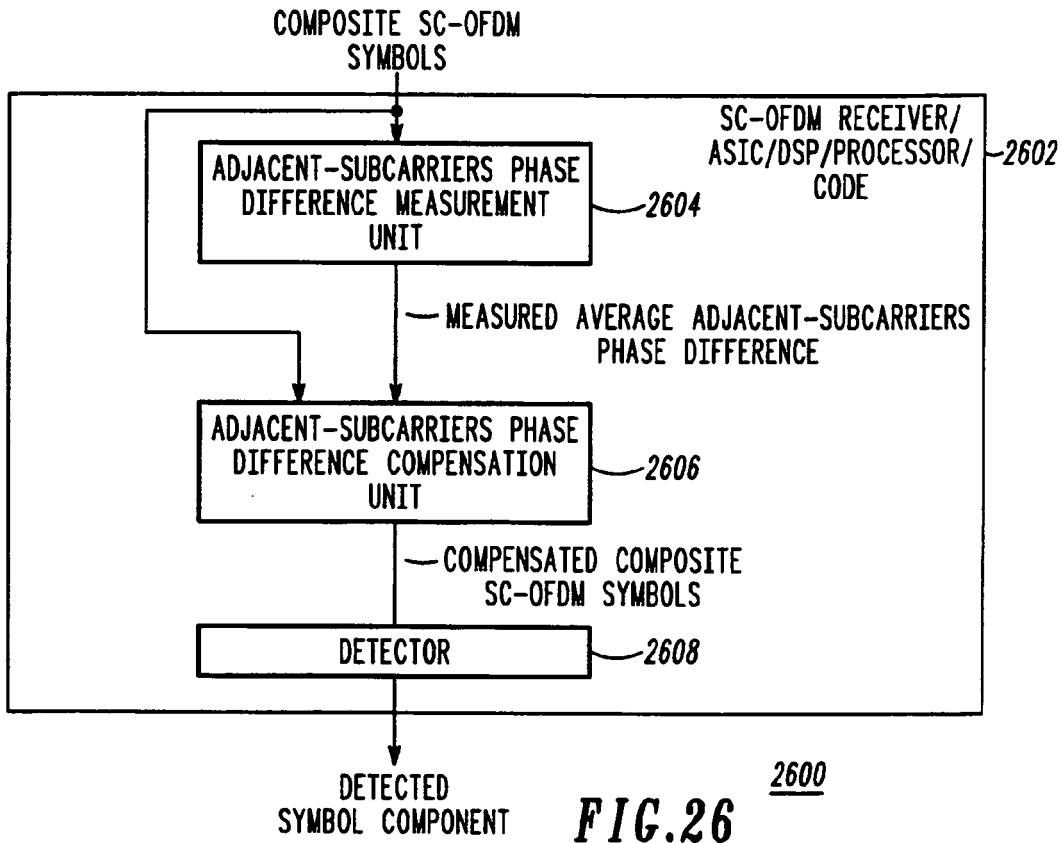 COMPOSITE SC-OFDM
SYMBOLS
SC-OFDM RECEIVER/
ASIC/DSP/PROCESSOR/
CODE
2602
ADJACENT-SUBCARRIERS PHASE
DIFFERENCE MEASUREMENT
UNIT
2604
MEASURED AVERAGE ADJACENT-SUBCARRIERS
PHASE DIFFERENCE
ADJACENT-SUBCARRIERS PHASE
DIFFERENCE COMPENSATION
UNIT
2606
COMPENSATED COMPOSITE
SC-OFDM SYMBOLS
DETECTOR
2608
DETECTED
SYMBOL COMPONENT
2600
FIG.26